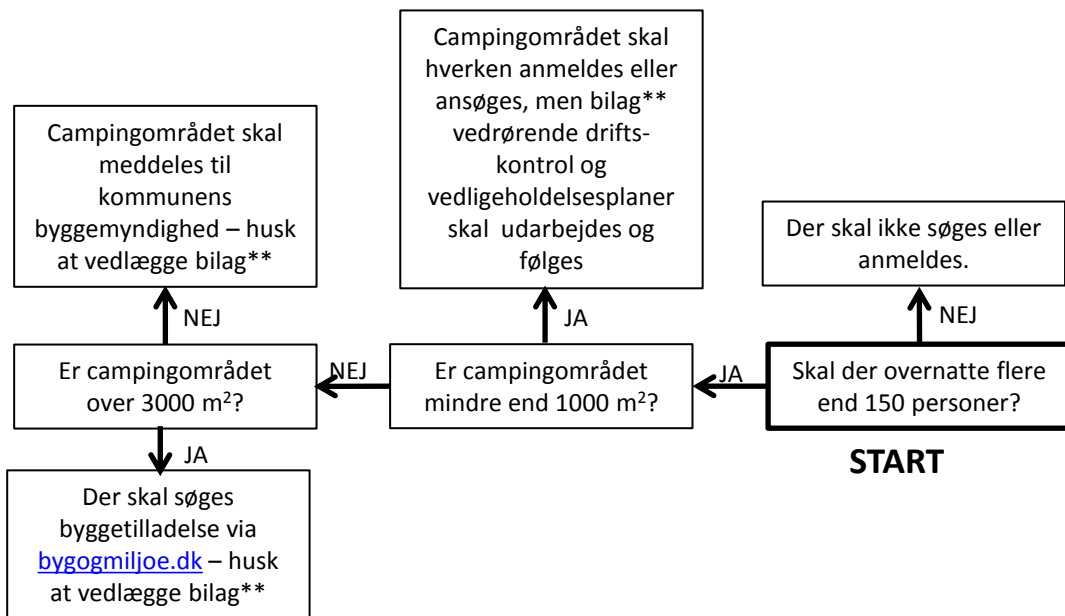 Campingområdet skal
hverken anmeldes eller
ansøges, men bilag**
vedrørende drifts-
kontrol og
vedligeholdelsesplaner
skal udarbejdes og
følges
Campingområdet skal
meddeles til
kommunens
byggemyndighed – husk
at vedlægge bilag**
Der skal ikke søges eller
anmeldes.
NEJ
JA
NEJ
Er campingområdet
over 3000 m²?
NEJ
Er campingområdet
mindre end 1000 m²?
JA
Skal der overnatte flere
end 150 personer?
START
JA
Der skal søges
byggetilladelse via
bygogmiljoe.dk – husk
at vedlægge bilag**